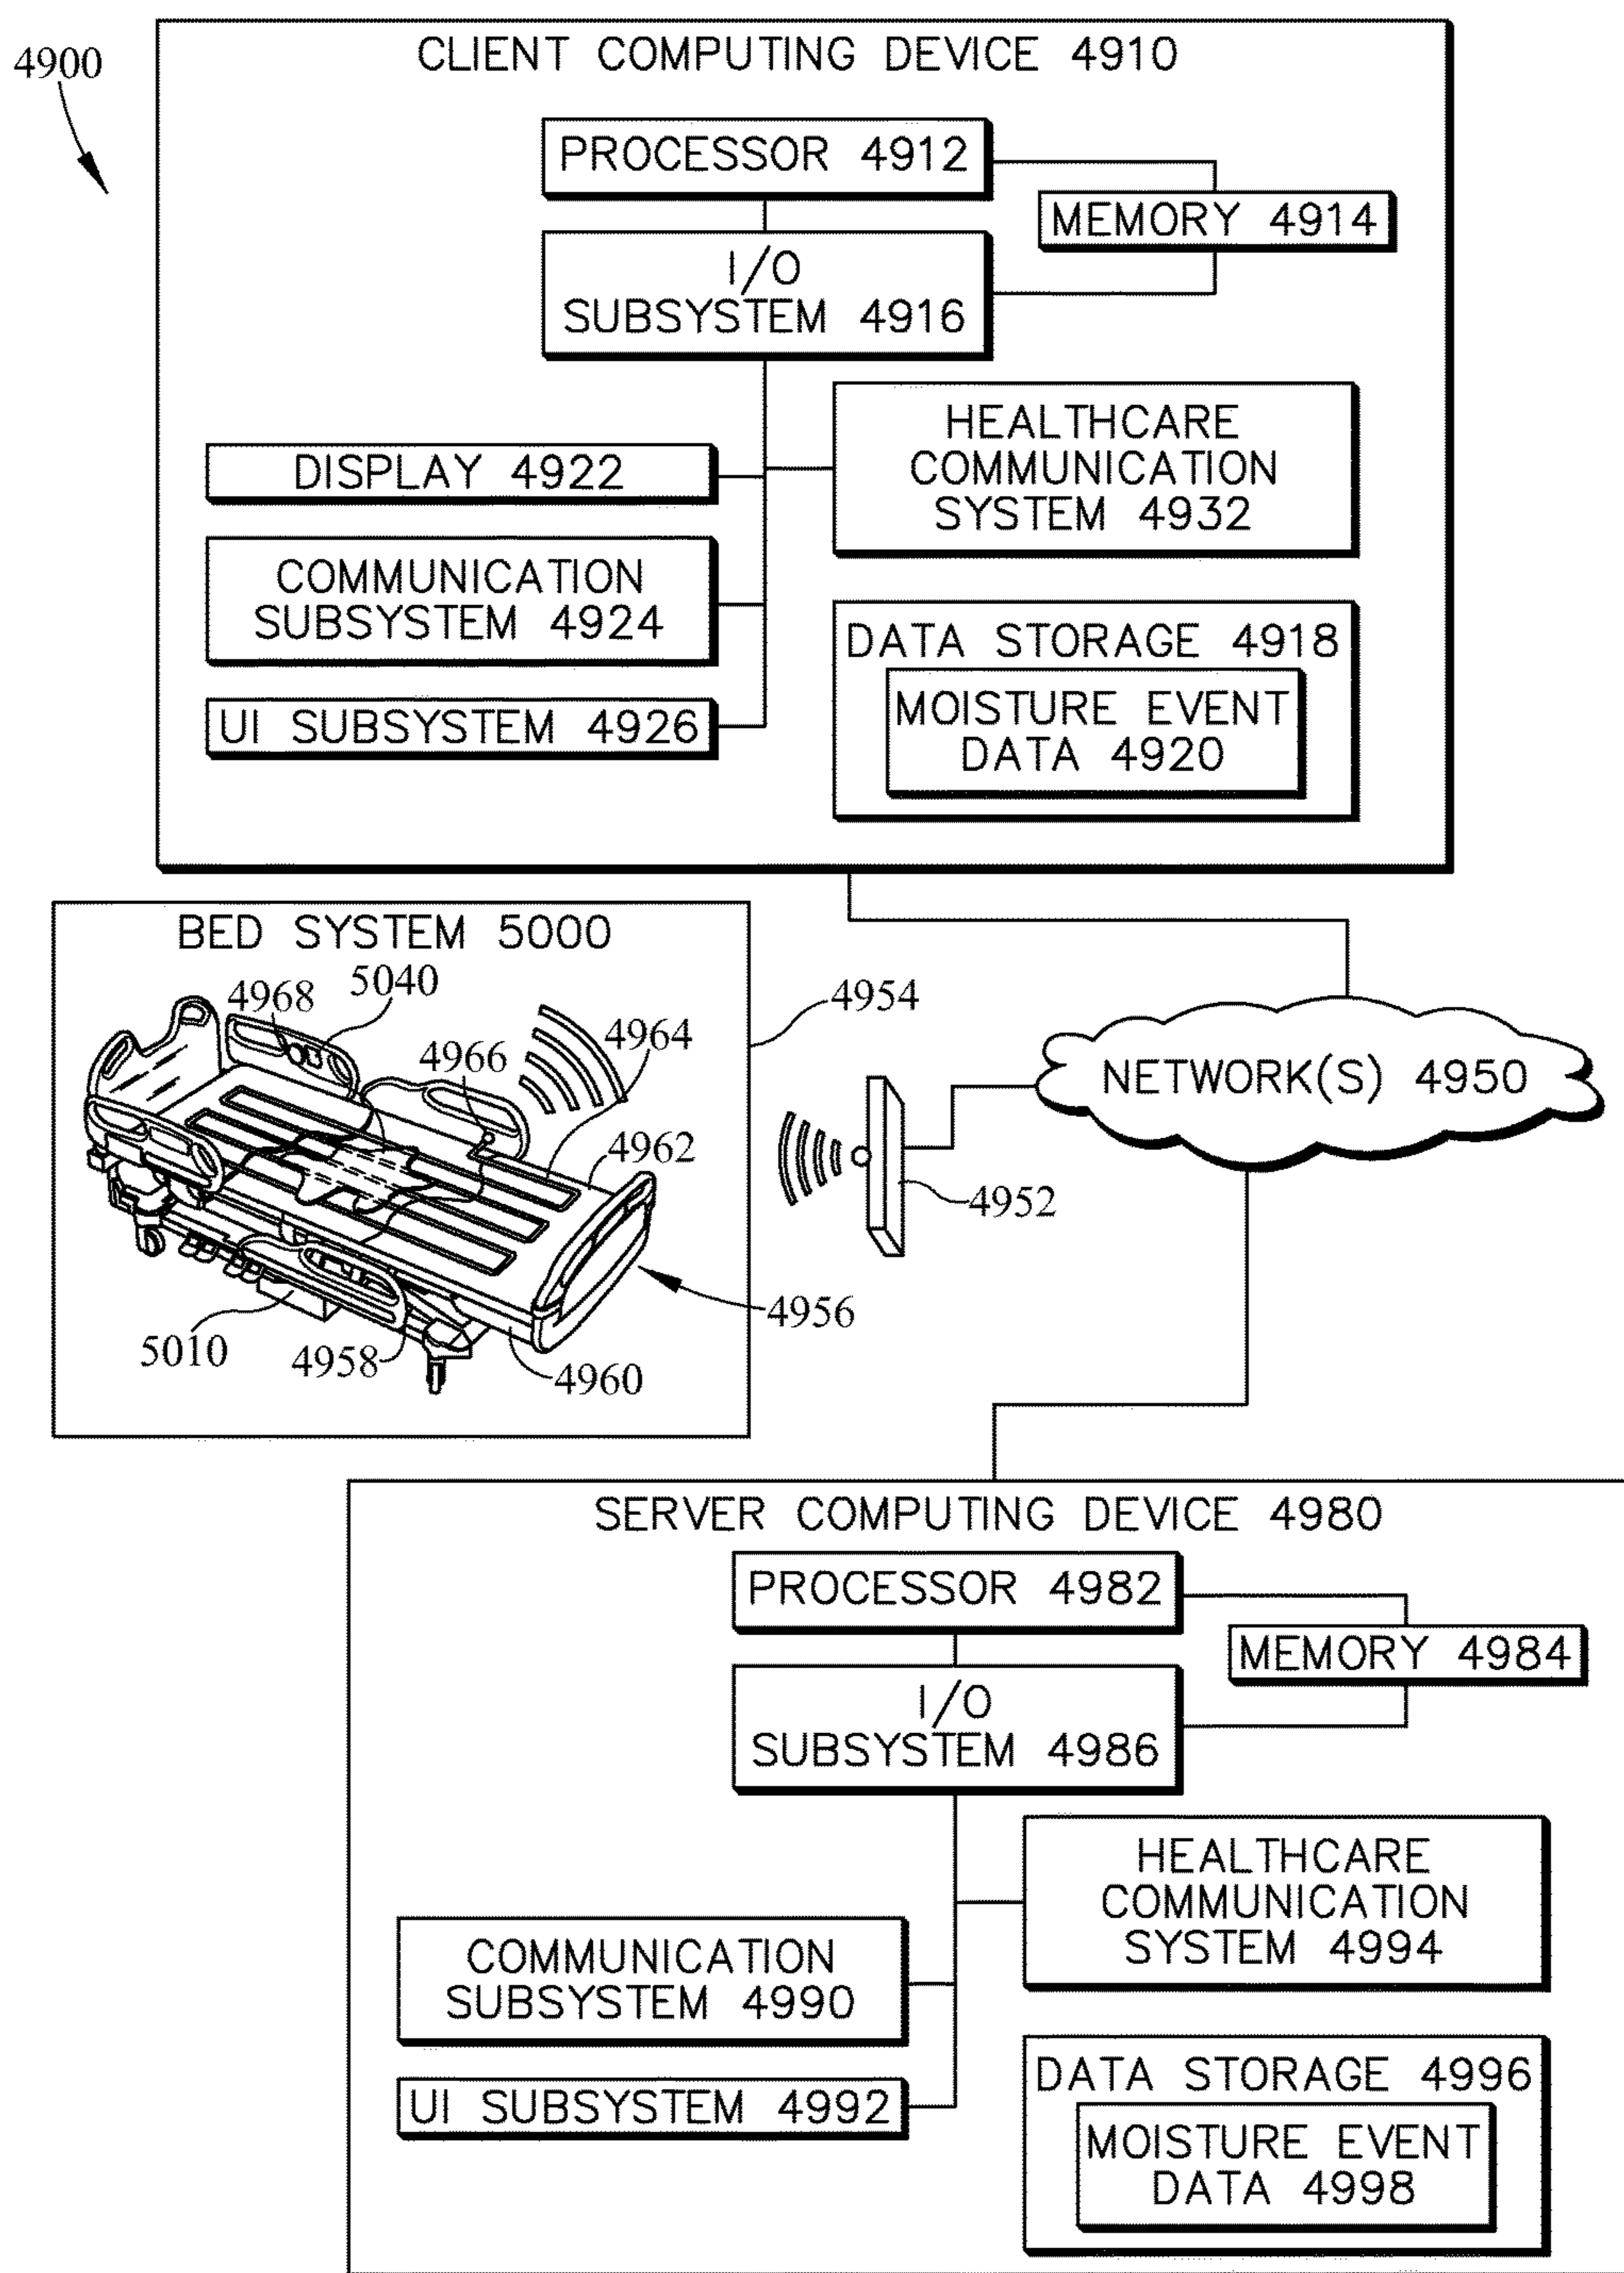 4900
CLIENT COMPUTING DEVICE 4910
PROCESSOR 4912
MEMORY 4914
I/O
SUBSYSTEM 4916
HEALTHCARE
COMMUNICATION
SYSTEM 4932
DISPLAY 4922
COMMUNICATION
SUBSYSTEM 4924
UI SUBSYSTEM 4926
DATA STORAGE 4918
MOISTURE EVENT
DATA 4920
BED SYSTEM 5000
4968
5040
4966
4964
4962
4954
4952
NETWORK(S) 4950
4956
5010
4958
4960
SERVER COMPUTING DEVICE 4980
PROCESSOR 4982
MEMORY 4984
I/O
SUBSYSTEM 4986
HEALTHCARE
COMMUNICATION
SYSTEM 4994
COMMUNICATION
SUBSYSTEM 4990
UI SUBSYSTEM 4992
DATA STORAGE 4996
MOISTURE EVENT
DATA 4998